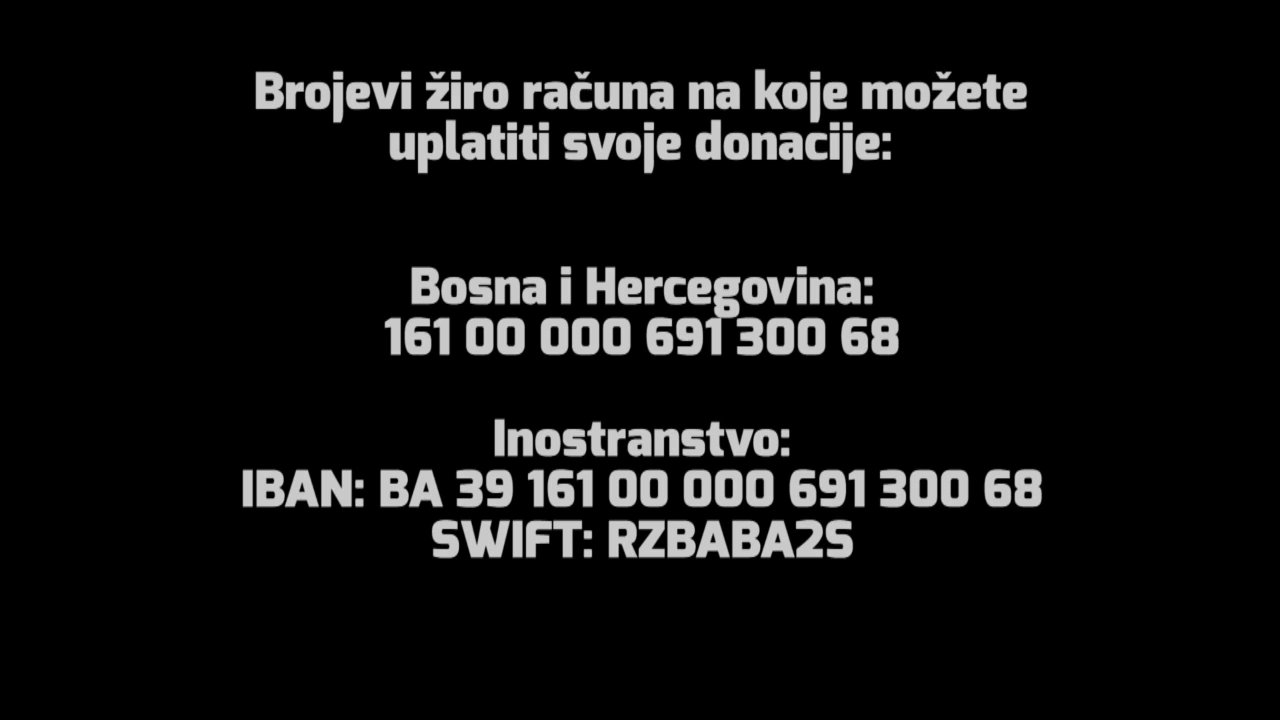 Brojevi žiro računa na koje možete
uplatiti svoje donacije:
Bosna i Hercegovina:
161 00 000 691 300 68
Inostranstvo:
IBAN: BA 39 161 00 000 691 300 68
SWIFT: RZBABA2S